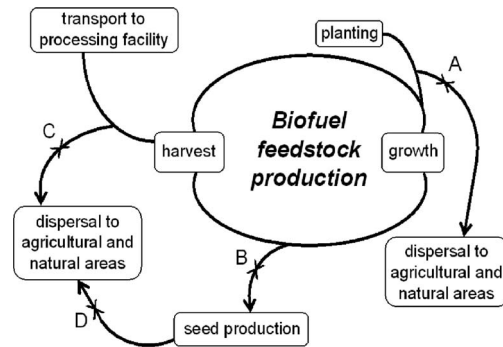 transport to
processing facility
planting
A
Biofuel
feedstock
production
C
harvest
growth
dispersal to
agricultural and
natural areas
B
dispersal to
agricultural and
natural areas
D
seed production